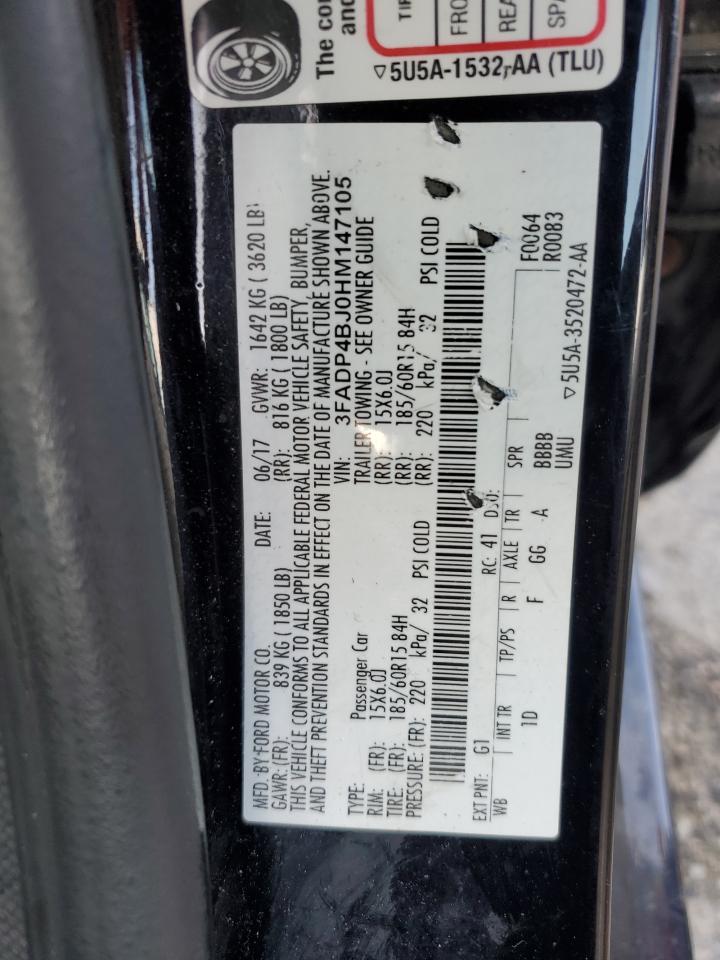 The con
and
TIR
FRO
REA
SPA
▽5U5A-1532-AA (TLU)
MFD. BY FORD MOTOR CO. DATE: 06/17 GVWR: 1642 KG ( 3620 LB)
GAWR: (FR): 839 KG ( 1850 LB) (RR): 816 KG ( 1800 LB)
THIS VEHICLE CONFORMS TO ALL APPLICABLE FEDERAL MOTOR VEHICLE SAFETY, BUMPER,
AND THEFT PREVENTION STANDARDS IN EFFECT ON THE DATE OF MANUFACTURE SHOWN ABOVE.
VIN: 3FADP4BJ0HM147105
TYPE: Passenger Car TRAILER TOWING - SEE OWNER GUIDE
RIM: (FR): 15X6.0J (RR): 15X6.0J
TIRE: (FR): 185/60R15 84H (RR): 185/60R15 84H
PRESSURE: (FR): 220 kPa/ 32 PSI COLD (RR): 220 kPa/ 32 PSI COLD
EXT PNT: G1 RC: 41 DSO:
WB INT TR TP/PS R AXLE TR SPR F0064
1D F GG A BBBB R0083
UMU
▽5U5A-3520472-AA